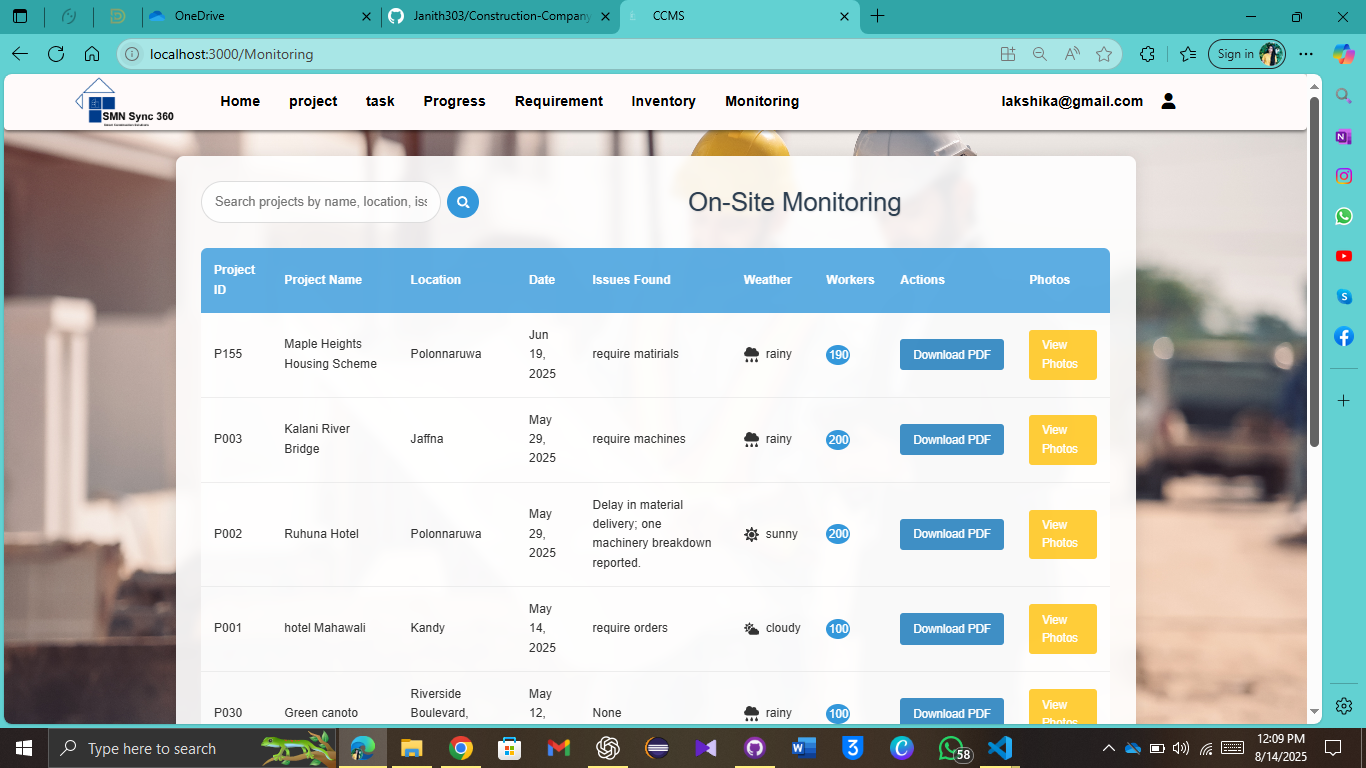 OneDrive
Janith303/Construction-Company
CCMS
localhost:3000/Monitoring
Sign in
SMN Sync 360
Home
project
task
Progress
Requirement
Inventory
Monitoring
lakshika@gmail.com
Search projects by name, location, iss
On-Site Monitoring
Project ID
Project Name
Location
Date
Issues Found
Weather
Workers
Actions
Photos
P155
Maple Heights
Housing Scheme
Polonnaruwa
Jun
19,
2025
require matirials
rainy
190
Download PDF
View
Photos
P003
Kalani River
Bridge
Jaffna
May
29,
2025
require machines
rainy
200
Download PDF
View
Photos
P002
Ruhuna Hotel
Polonnaruwa
May
29,
2025
Delay in material
delivery; one
machinery breakdown
reported.
sunny
200
Download PDF
View
Photos
P001
hotel Mahawali
Kandy
May
14,
2025
require orders
cloudy
100
Download PDF
View
Photos
P030
Green canoto
Riverside
Boulevard,
May
12,
None
rainy
100
Download PDF
View
Photos
Type here to search
58
12:09 PM
8/14/2025